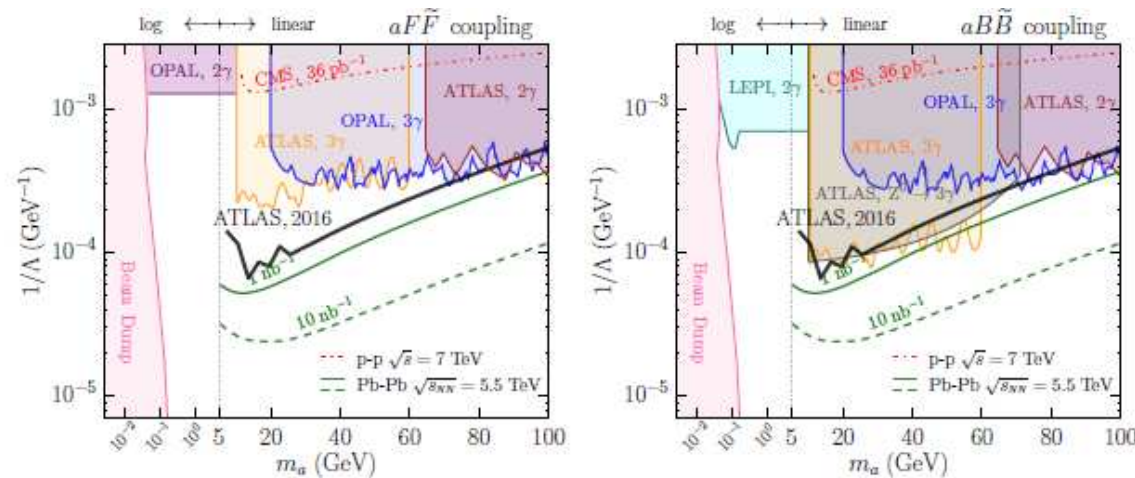 log ⟷ linear aFF̃ coupling
OPAL, 2γ
CMS, 36 pb⁻¹
ATLAS, 2γ
OPAL, 3γ
ATLAS, 3γ
ATLAS, 2016
1 nb⁻¹
10 nb⁻¹
Beam Dump
p-p √s = 7 TeV
Pb-Pb √sNN = 5.5 TeV
1/Λ (GeV⁻¹)
10⁻³
10⁻⁴
10⁻⁵
10⁻² 10⁻¹ 10⁰ 5 20 40 60 80 100
mₐ (GeV)
log ⟷ linear aBB̃ coupling
CMS, 36 pb⁻¹
LEPI, 2γ
OPAL, 3γ
ATLAS, 2γ
ATLAS, 3γ
ATLAS, Z → 3γ
ATLAS, 2016
1 nb
10 nb⁻¹
Beam Dump
p-p √s = 7 TeV
Pb-Pb √sNN = 5.5 TeV
1/Λ (GeV⁻¹)
10⁻³
10⁻⁴
10⁻⁵
10⁻² 10⁻¹ 10⁰ 5 20 40 60 80 100
mₐ (GeV)